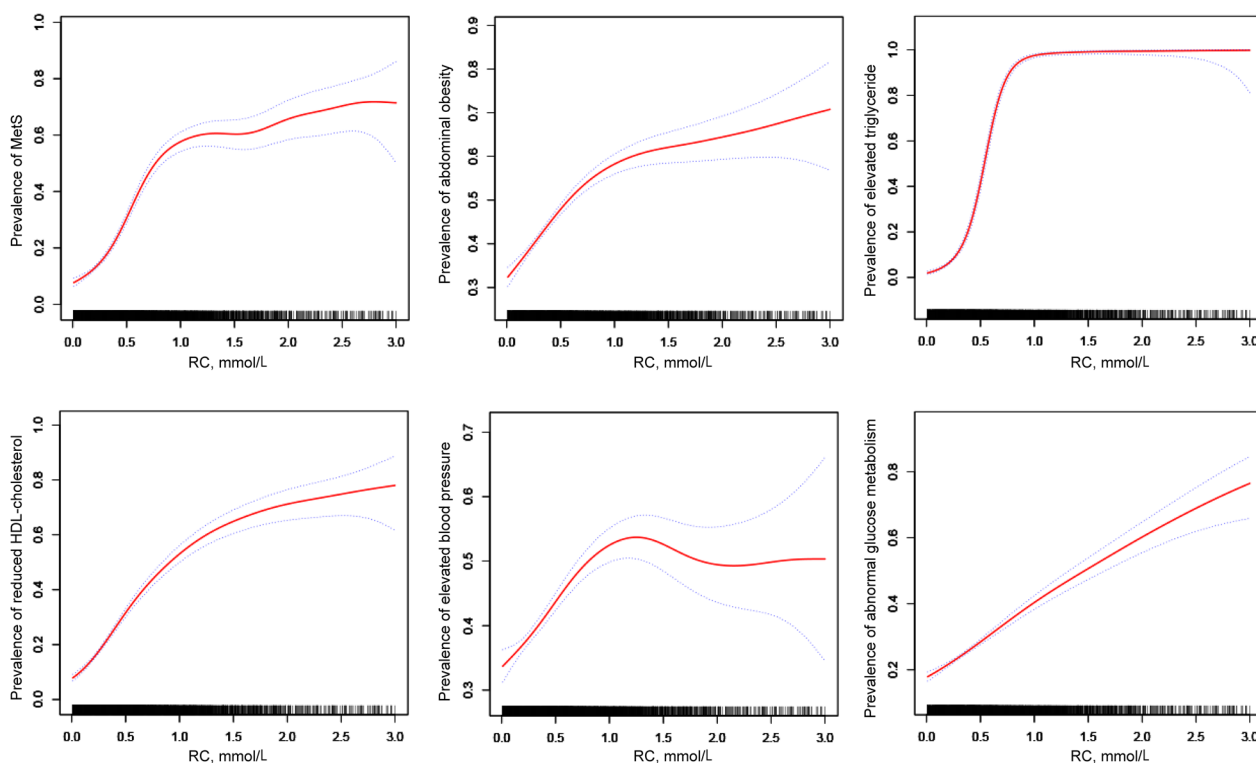 Prevalence of MetS
1.0
0.8
0.6
0.4
0.2
0.0
0.0 0.5 1.0 1.5 2.0 2.5 3.0
RC, mmol/L
Prevalence of abdominal obesity
0.9
0.8
0.7
0.6
0.5
0.4
0.3
0.0 0.5 1.0 1.5 2.0 2.5 3.0
RC, mmol/L
Prevalence of elevated triglyceride
1.0
0.8
0.6
0.4
0.2
0.0
0.0 0.5 1.0 1.5 2.0 2.5 3.0
RC, mmol/L
Prevalence of reduced HDL-cholesterol
1.0
0.8
0.6
0.4
0.2
0.0
0.0 0.5 1.0 1.5 2.0 2.5 3.0
RC, mmol/L
Prevalence of elevated blood pressure
0.7
0.6
0.5
0.4
0.3
0.0 0.5 1.0 1.5 2.0 2.5 3.0
RC, mmol/L
Prevalence of abnormal glucose metabolism
0.8
0.6
0.4
0.2
0.0 0.5 1.0 1.5 2.0 2.5 3.0
RC, mmol/L